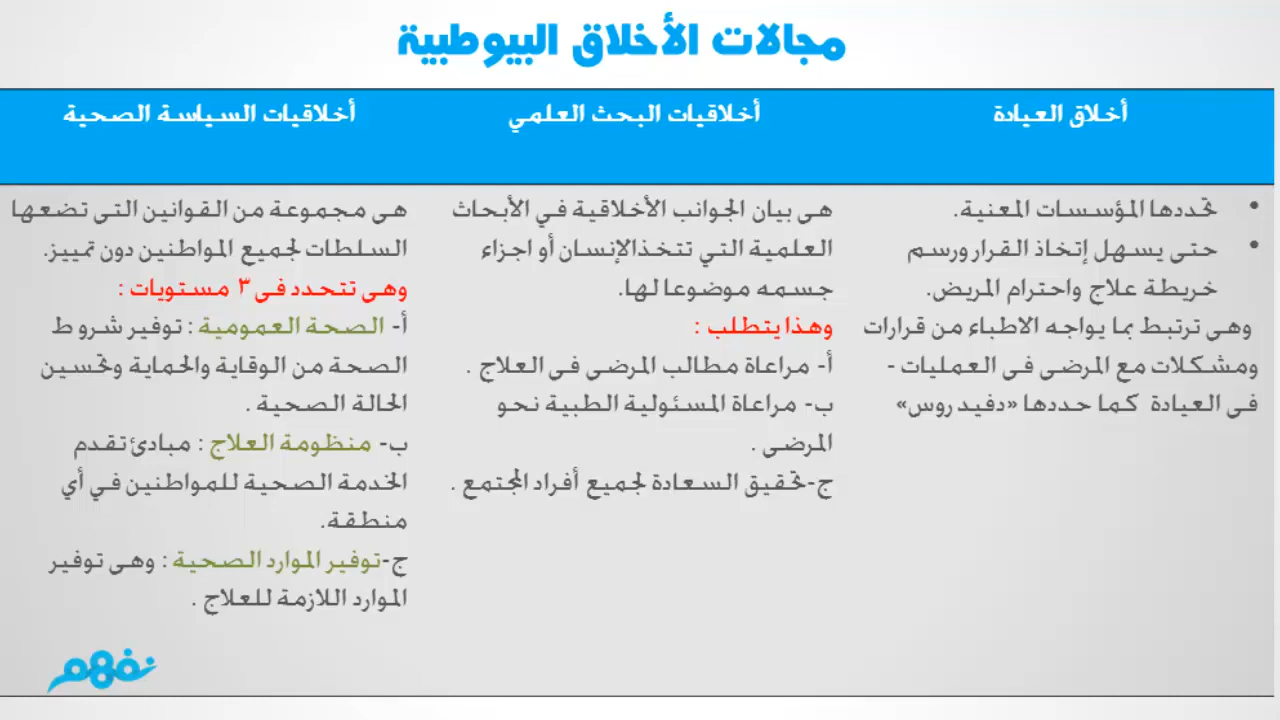 مجالات الأخلاق البيوطبية
أخلاق العيادة
• تحددها المؤسسات المعنية.
• حتى يسهل إتخاذ القرار ورسم
خريطة علاج واحترام المريض.
وهى ترتبط بما يواجه الاطباء من قرارات
ومشكلات مع المرضى فى العمليات -
فى العيادة كما حددها «دفيد روس»
أخلاقيات البحث العلمي
هى بيان الجوانب الأخلاقية في الأبحاث
العلمية التي تتخذالإنسان أو اجزاء
جسمه موضوعا لها.
وهذا يتطلب :
أ- مراعاة مطالب المرضى فى العلاج .
ب- مراعاة المسئولية الطبية نحو
المرضى .
ج-تحقيق السعادة لجميع أفراد المجتمع .
أخلاقيات السياسة الصحية
هى مجموعة من القوانين التى تضعها
السلطات لجميع المواطنين دون تمييز.
وهى تتحدد فى ٣ مستويات :
أ- الصحة العمومية : توفير شروط
الصحة من الوقاية والحماية وتحسين
الحالة الصحية .
ب- منظومة العلاج : مبادئ تقدم
الخدمة الصحية للمواطنين في أي
منطقة.
ج-توفير الموارد الصحية : وهى توفير
الموارد اللازمة للعلاج .
نفهم